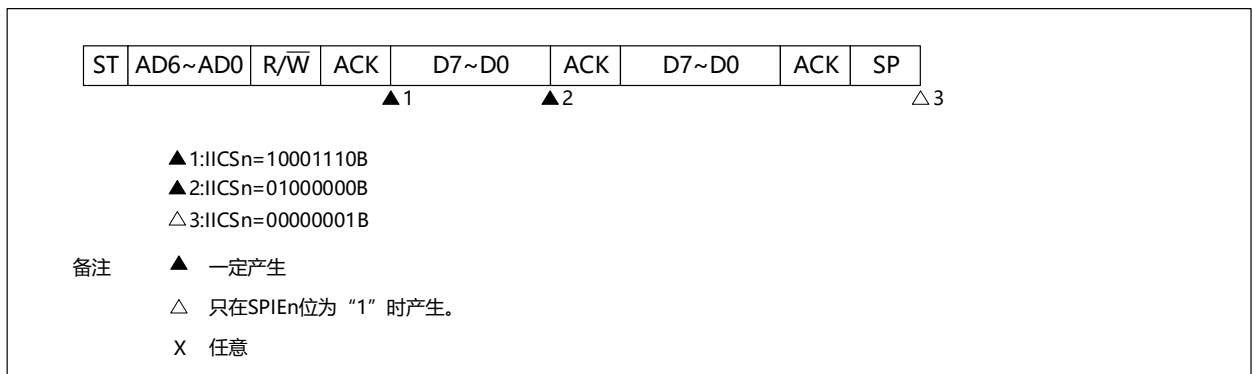 ST AD6~AD0 R/W̅ ACK D7~D0 ACK D7~D0 ACK SP
▲1 ▲2 △3
▲1:IICSn=10001110B
▲2:IICSn=01000000B
△3:IICSn=00000001B
备注 ▲ 一定产生
△ 只在SPIEn位为“1”时产生。
X 任意